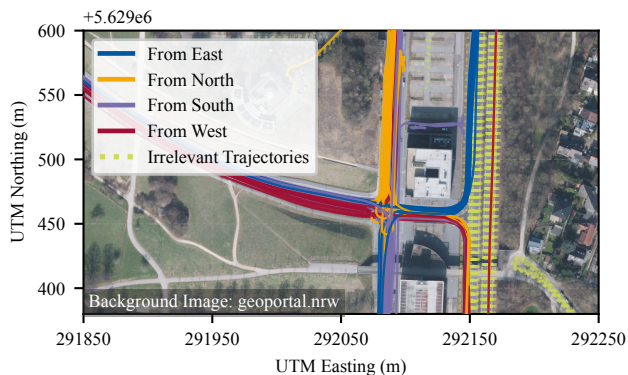 +5.629e6
600
550
500
450
400
UTM Northing (m)
From East
From North
From South
From West
Irrelevant Trajectories
Background Image: geoportal.nrw
291850
291950
292050
292150
292250
UTM Easting (m)